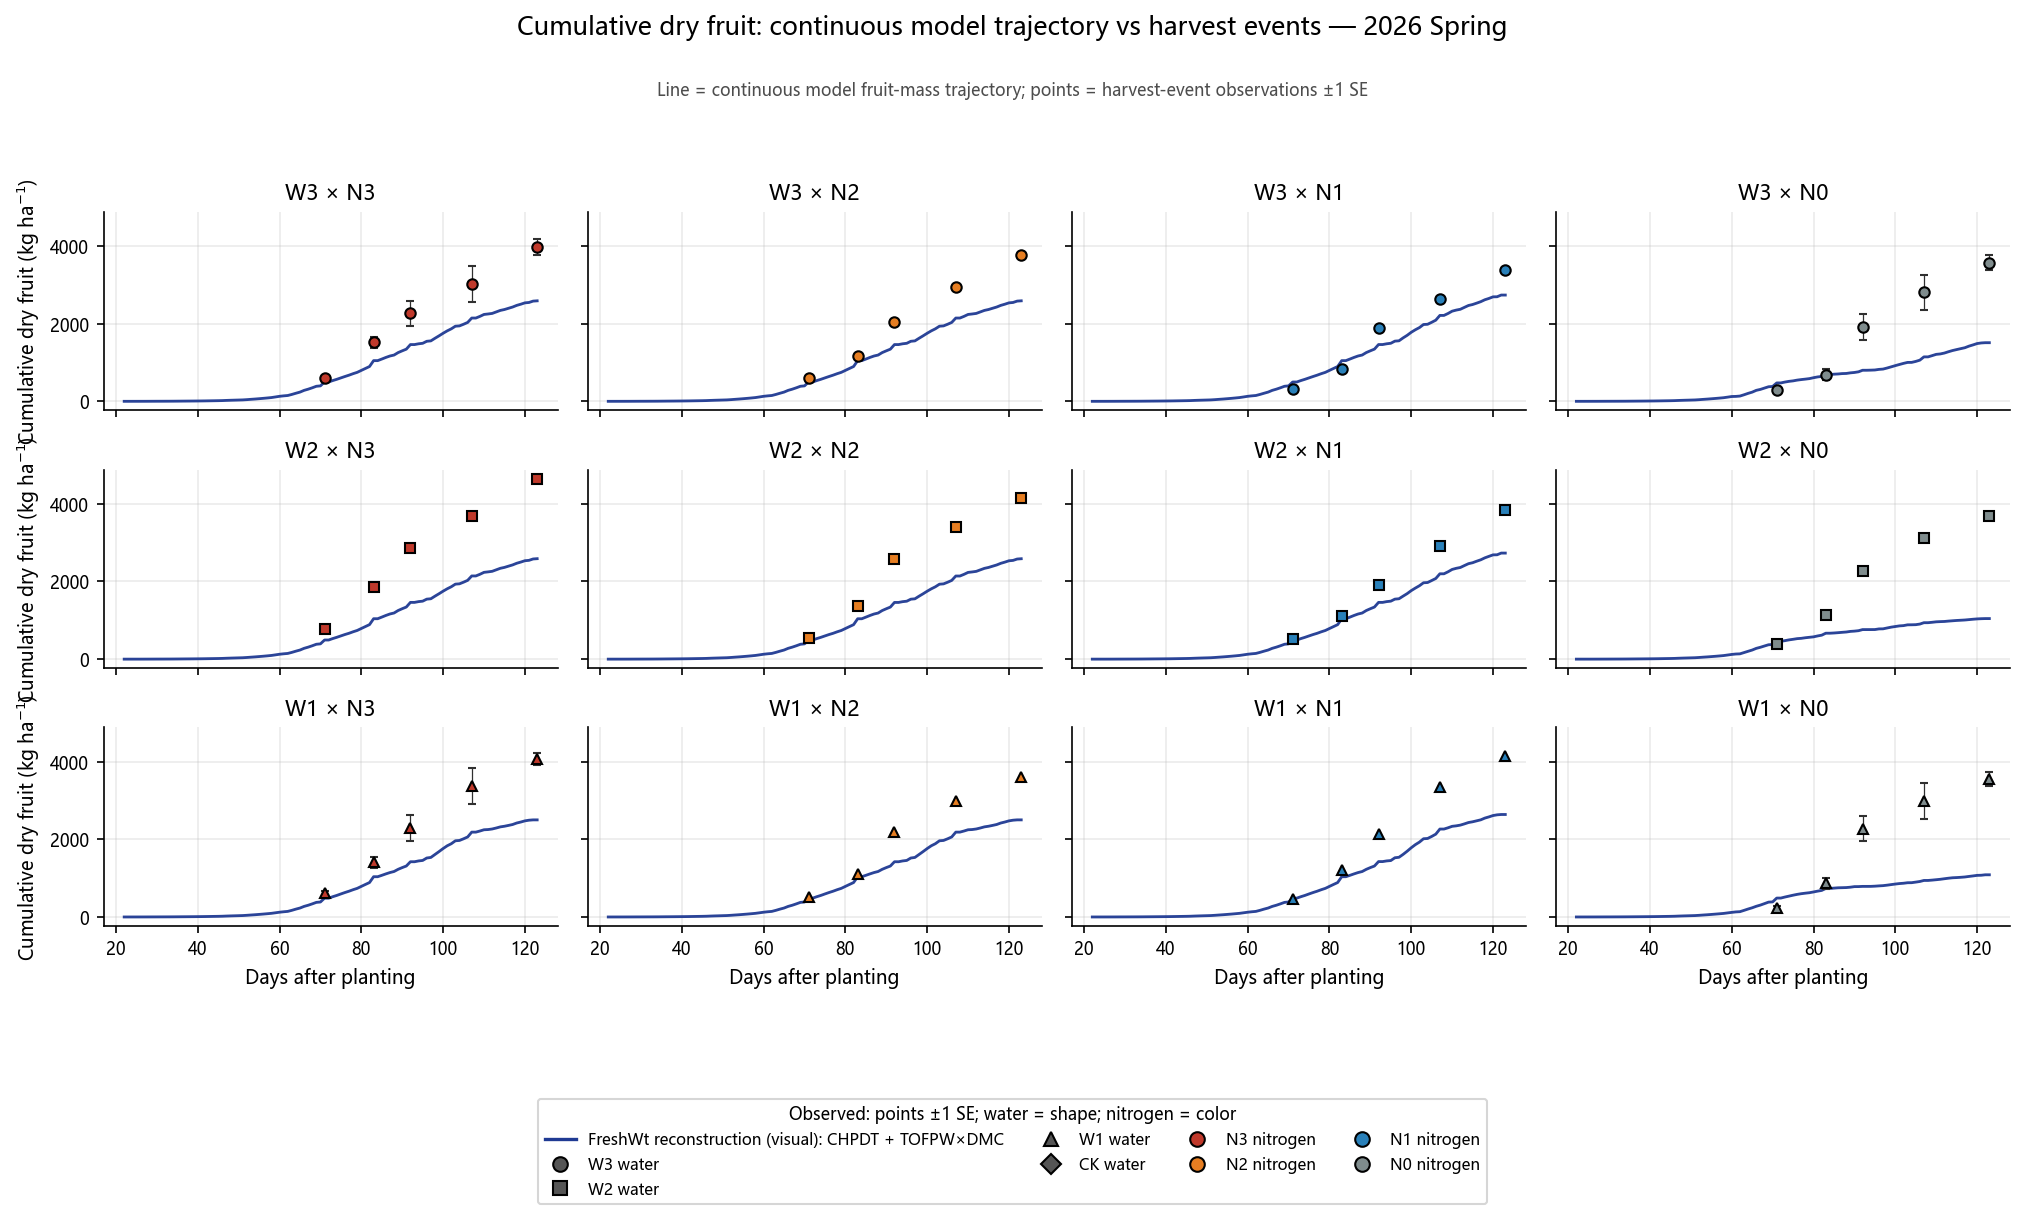 Cumulative dry fruit: continuous model trajectory vs harvest events — 2026 Spring
Line = continuous model fruit-mass trajectory; points = harvest-event observations ±1 SE
W3 × N3
W3 × N2
W3 × N1
W3 × N0
Cumulative dry fruit (kg ha⁻¹)
4000
2000
0
W2 × N3
W2 × N2
W2 × N1
W2 × N0
Cumulative dry fruit (kg ha⁻¹)
4000
2000
0
W1 × N3
W1 × N2
W1 × N1
W1 × N0
Cumulative dry fruit (kg ha⁻¹)
4000
2000
0
20 40 60 80 100 120
20 40 60 80 100 120
20 40 60 80 100 120
20 40 60 80 100 120
Days after planting
Days after planting
Days after planting
Days after planting
Observed: points ±1 SE; water = shape; nitrogen = color
FreshWt reconstruction (visual): CHPDT + TOFPW×DMC
W3 water
W2 water
W1 water
CK water
N3 nitrogen
N2 nitrogen
N1 nitrogen
N0 nitrogen